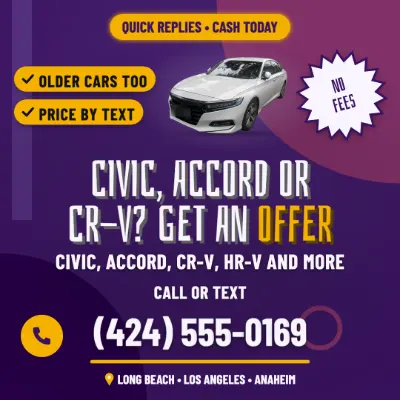 QUICK REPLIES • CASH TODAY
OLDER CARS TOO
PRICE BY TEXT
NO
FEES
CIVIC, ACCORD OR
CR-V? GET AN OFFER
CIVIC, ACCORD, CR-V, HR-V AND MORE
CALL OR TEXT
(424) 555-0169
LONG BEACH • LOS ANGELES • ANAHEIM